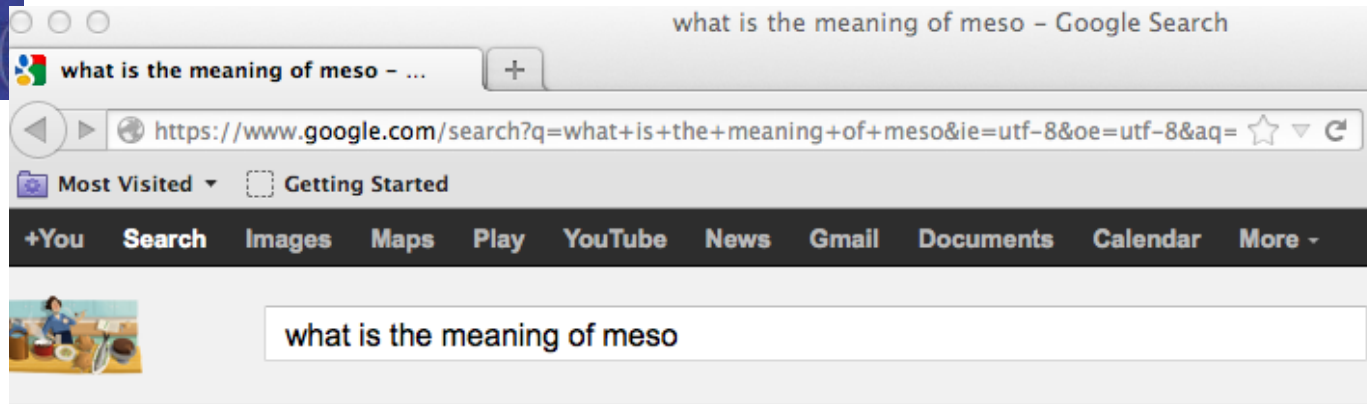 what is the meaning of meso – Google Search
what is the meaning of meso – ...
https://www.google.com/search?q=what+is+the+meaning+of+meso&ie=utf-8&oe=utf-8&aq=
Most Visited Getting Started
+You Search Images Maps Play YouTube News Gmail Documents Calendar More
what is the meaning of meso